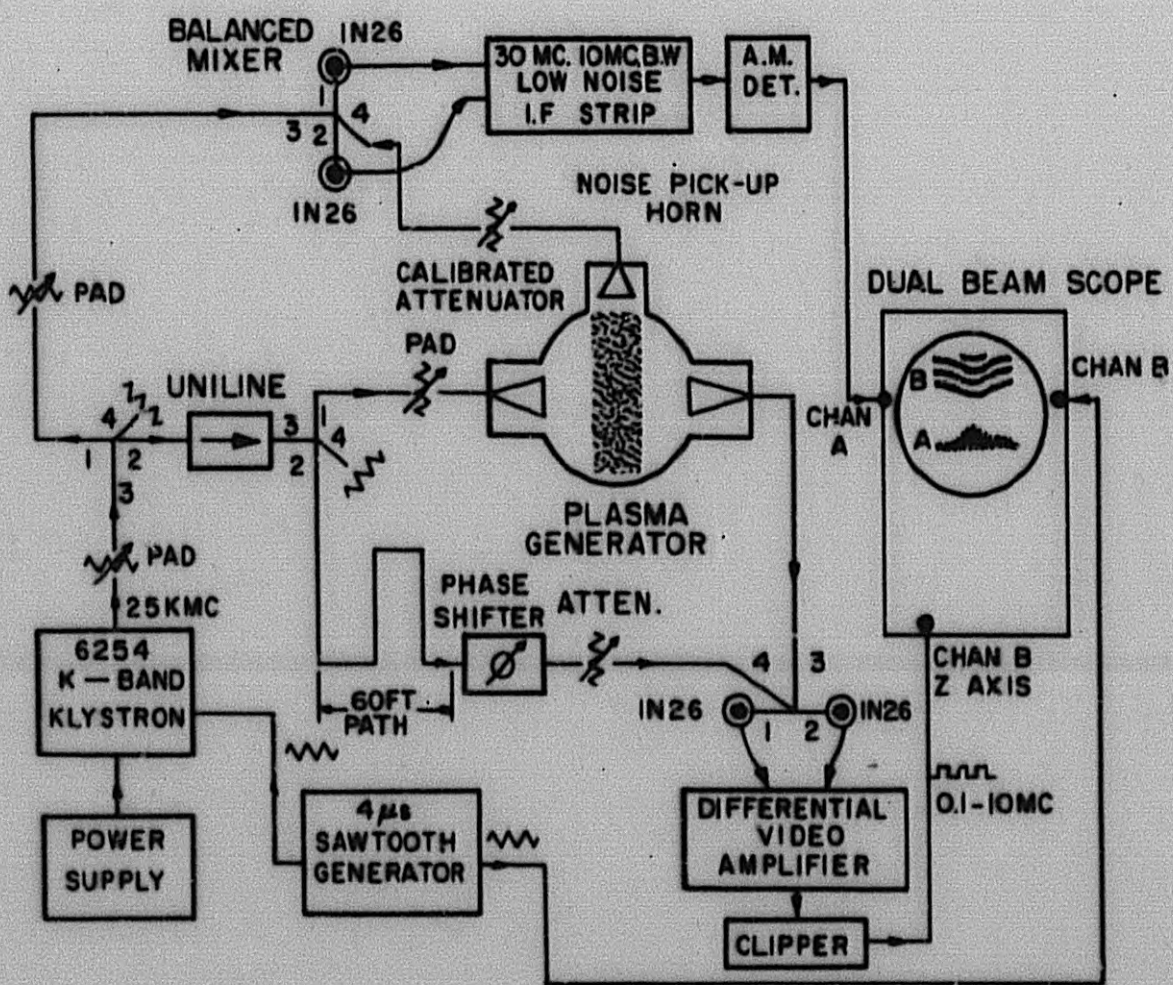 BALANCED
MIXER
IN26
1
4
3
2
IN26
30 MC. 10MC.B.W
LOW NOISE
I.F STRIP
A.M.
DET.
NOISE PICK-UP
HORN
CALIBRATED
ATTENUATOR
PAD
PAD
UNILINE
4
1
2
3
3
2
1
4
PAD
25KMC
6254
K — BAND
KLYSTRON
POWER
SUPPLY
PLASMA
GENERATOR
DUAL BEAM SCOPE
B
A
CHAN
A
CHAN B
CHAN B
Z AXIS
0.1-10MC
PHASE
SHIFTER
Ø
ATTEN.
60FT
PATH
4
3
IN26
1
2
IN26
4 µs
SAWTOOTH
GENERATOR
DIFFERENTIAL
VIDEO
AMPLIFIER
CLIPPER